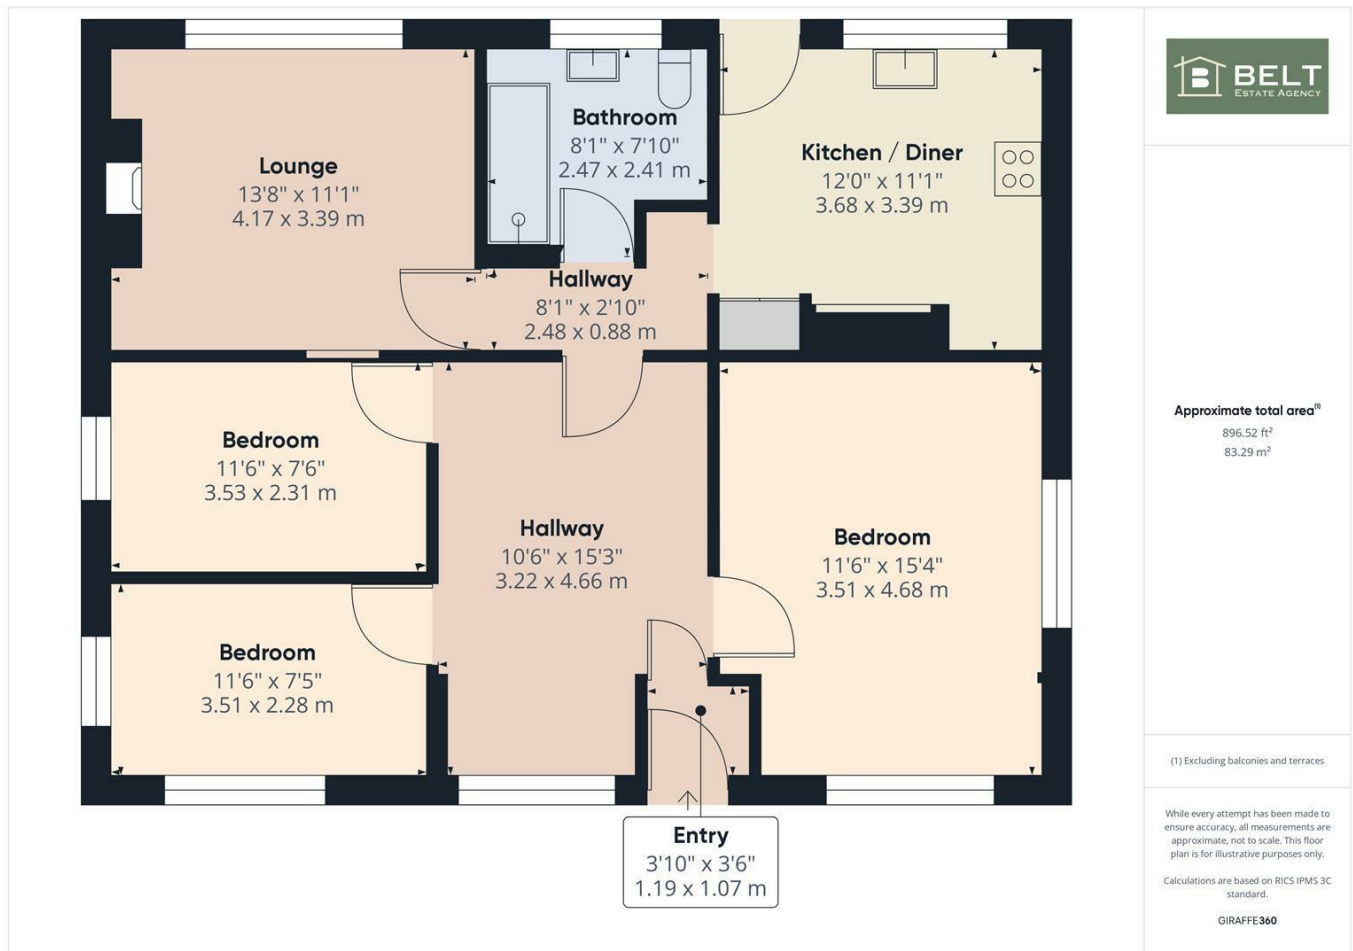 Lounge
13'8" x 11'1"
4.17 x 3.39 m
Bathroom
8'1" x 7'10"
2.47 x 2.41 m
Kitchen / Diner
12'0" x 11'1"
3.68 x 3.39 m
Hallway
8'1" x 2'10"
2.48 x 0.88 m
Bedroom
11'6" x 7'6"
3.53 x 2.31 m
Hallway
10'6" x 15'3"
3.22 x 4.66 m
Bedroom
11'6" x 15'4"
3.51 x 4.68 m
Bedroom
11'6" x 7'5"
3.51 x 2.28 m
Entry
3'10" x 3'6"
1.19 x 1.07 m
B BELT
ESTATE AGENCY
Approximate total area(1)
896.52 ft²
83.29 m²
(1) Excluding balconies and terraces
While every attempt has been made to
ensure accuracy, all measurements are
approximate, not to scale. This floor
plan is for illustrative purposes only.
Calculations are based on RICS IPMS 3C
standard.
GIRAFFE360